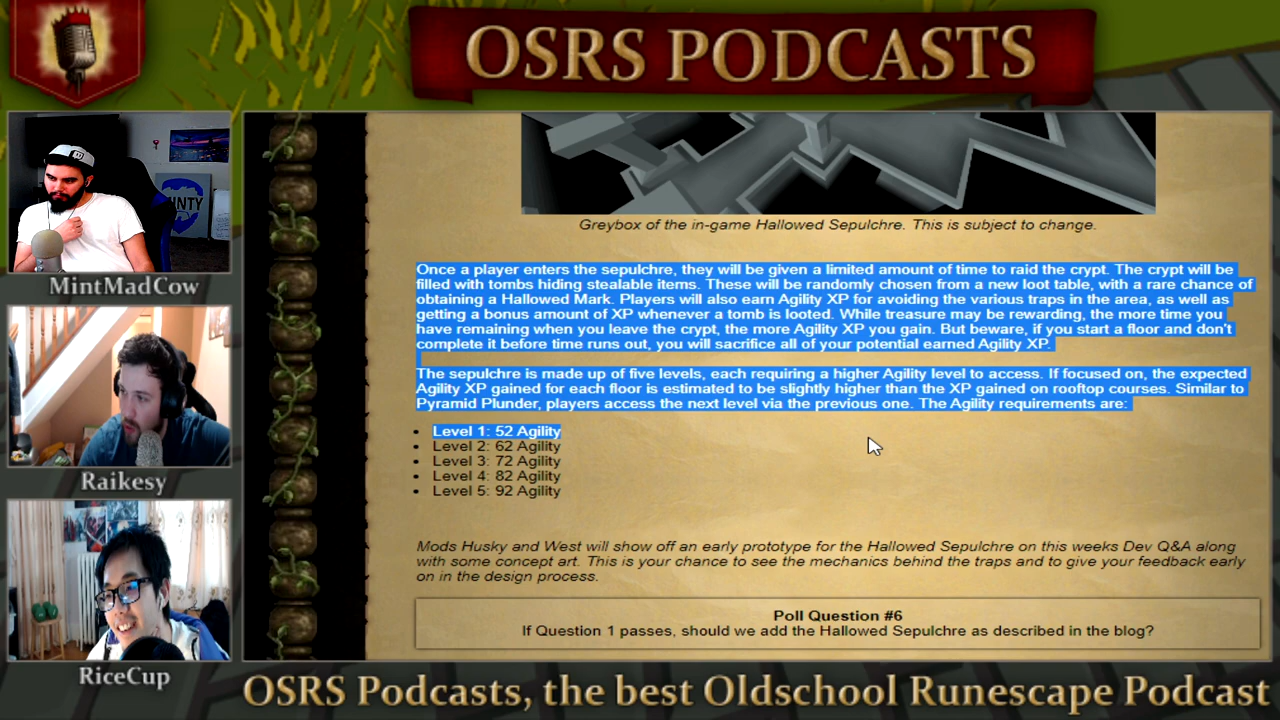 OSRS PODCASTS
MintMadCow
Raikesy
RiceCup
Greybox of the in-game Hallowed Sepulchre. This is subject to change.
Once a player enters the sepulchre, they will be given a limited amount of time to raid the crypt. The crypt will be
filled with tombs hiding stealable items. These will be randomly chosen from a new loot table, with a rare chance of
obtaining a Hallowed Mark. Players will also earn Agility XP for avoiding the various traps in the area, as well as
getting a bonus amount of XP whenever a tomb is looted. While treasure may be rewarding, the more time you
have remaining when you leave the crypt, the more Agility XP you gain. But beware, if you start a floor and don't
complete it before time runs out, you will sacrifice all of your potential earned Agility XP.
The sepulchre is made up of five levels, each requiring a higher Agility level to access. If focused on, the expected
Agility XP gained for each floor is estimated to be slightly higher than the XP gained on rooftop courses. Similar to
Pyramid Plunder, players access the next level via the previous one. The Agility requirements are:
• Level 1: 52 Agility
• Level 2: 62 Agility
• Level 3: 72 Agility
• Level 4: 82 Agility
• Level 5: 92 Agility
Mods Husky and West will show off an early prototype for the Hallowed Sepulchre on this weeks Dev Q&A along
with some concept art. This is your chance to see the mechanics behind the traps and to give your feedback early
on in the design process.
Poll Question #6
If Question 1 passes, should we add the Hallowed Sepulchre as described in the blog?
OSRS Podcasts, the best Oldschool Runescape Podcast